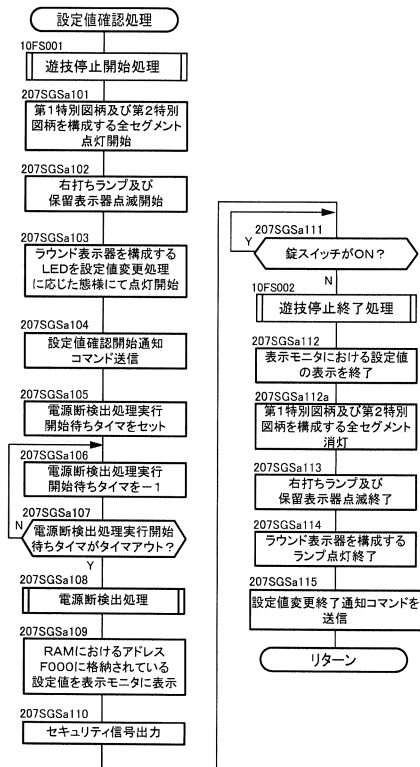 設定値確認処理
10FS001
遊技停止開始処理
207SGSa101
第1特別図柄及び第2特別
図柄を構成する全セグメント
点灯開始
207SGSa102
右打ちランプ及び
保留表示器点滅開始
207SGSa103
ラウンド表示器を構成する
LEDを設定値変更処理
に応じた態様にて点灯開始
207SGSa104
設定値確認開始通知
コマンド送信
207SGSa105
電源断検出処理実行
開始待ちタイマをセット
207SGSa106
電源断検出処理実行
開始待ちタイマを－1
207SGSa107
N
電源断検出処理実行開始
待ちタイマがタイマアウト？
Y
207SGSa108
電源断検出処理
207SGSa109
RAMにおけるアドレス
F000に格納されている
設定値を表示モニタに表示
207SGSa110
セキュリティ信号出力
207SGSa111
Y
錠スイッチがON？
N
10FS002
遊技停止終了処理
207SGSa112
表示モニタにおける設定値
の表示を終了
207SGSa112a
第1特別図柄及び第2特別
図柄を構成する全セグメント
消灯
207SGSa113
右打ちランプ及び
保留表示器点滅終了
207SGSa114
ラウンド表示器を構成する
ランプ点灯終了
207SGSa115
設定値変更終了通知コマンドを
送信
リターン